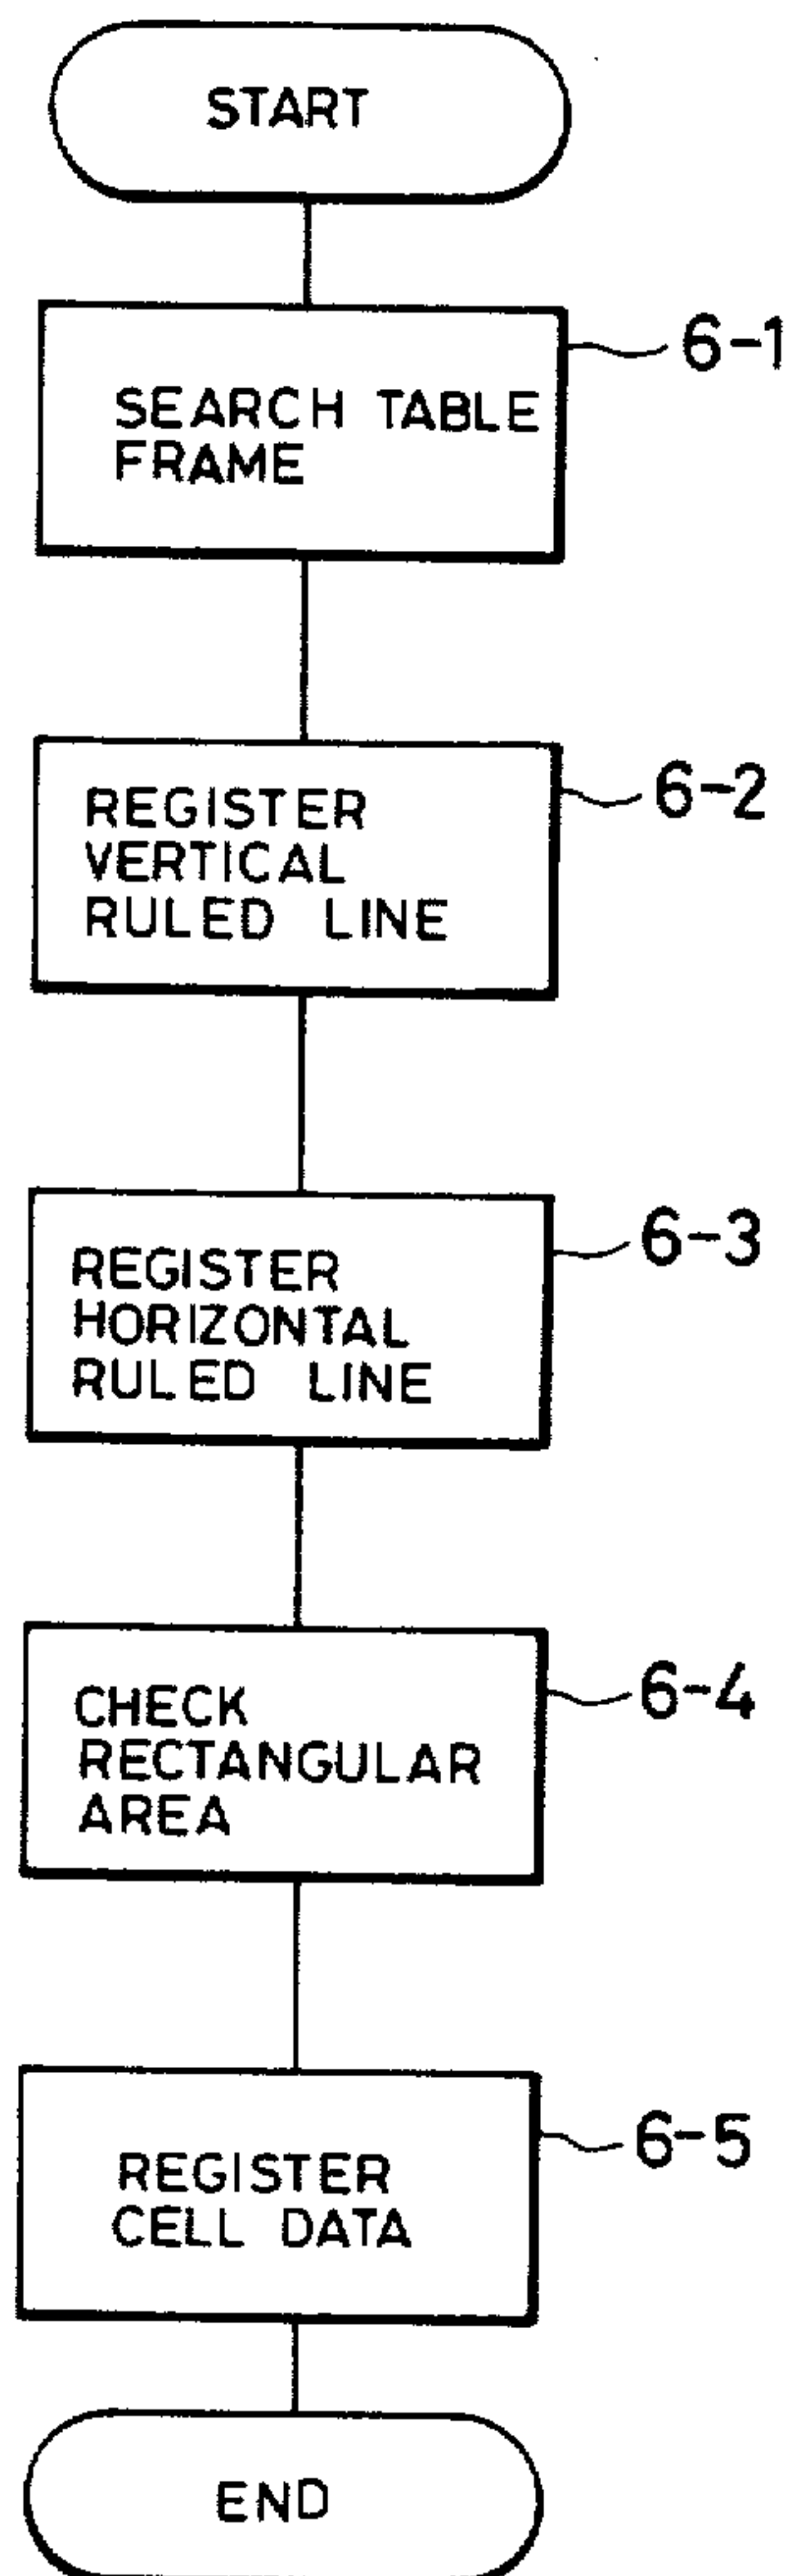 START
6-1
SEARCH TABLE
FRAME
6-2
REGISTER
VERTICAL
RULED LINE
6-3
REGISTER
HORIZONTAL
RULED LINE
6-4
CHECK
RECTANGULAR
AREA
6-5
REGISTER
CELL DATA
END